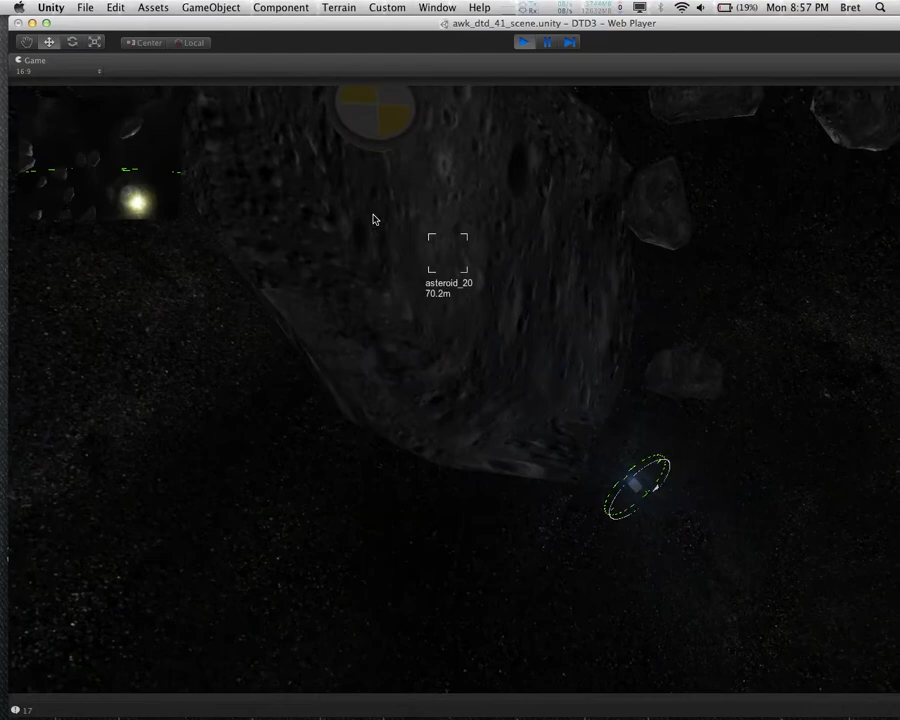 Unity File Edit Assets GameObject Component Terrain Custom Window Help (19%) Mon 8:57 PM Bret
awk_dtd_41_scene.unity - DTD3 - Web Player
Center Local
Game
16:9
asteroid_20
70.2m
17